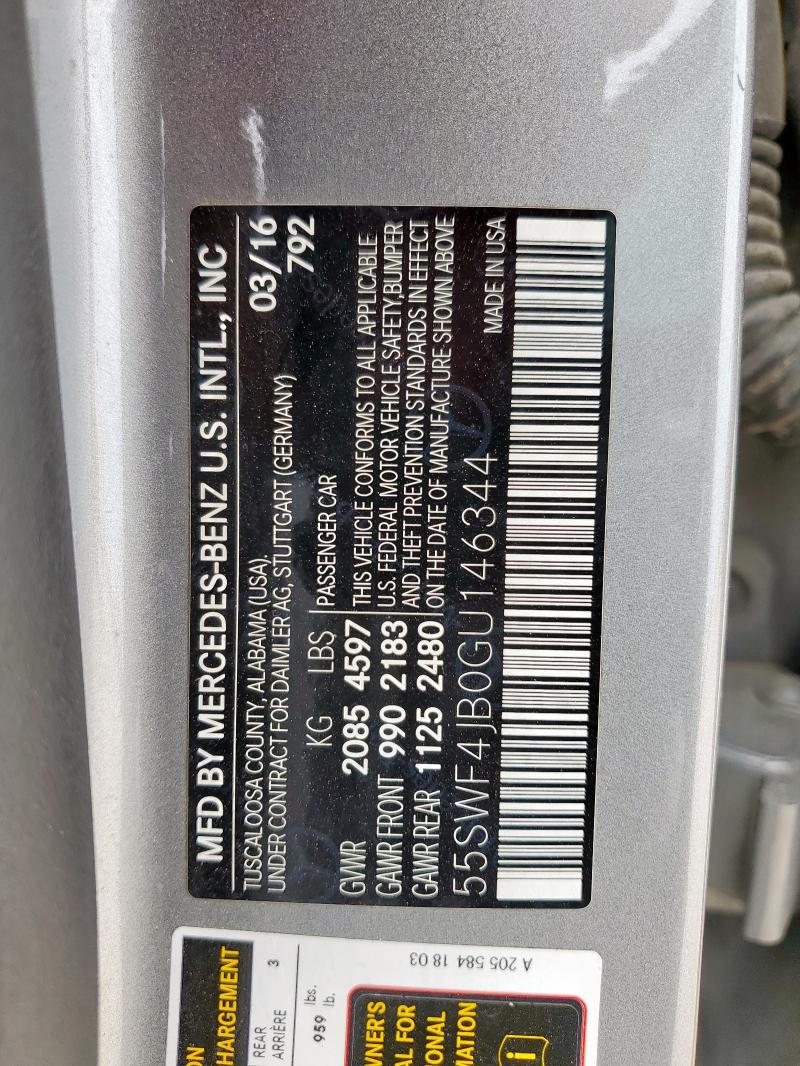 MFD BY MERCEDES-BENZ U.S. INTL., INC
TUSCALOOSA COUNTY, ALABAMA (USA), 03/16
UNDER CONTRACT FOR DAIMLER AG, STUTTGART (GERMANY) 792
KG LBS PASSENGER CAR
GVWR 2085 4597 THIS VEHICLE CONFORMS TO ALL APPLICABLE
GAWR FRONT 990 2183 U.S. FEDERAL MOTOR VEHICLE SAFETY,BUMPER
GAWR REAR 1125 2480 AND THEFT PREVENTION STANDARDS IN EFFECT
ON THE DATE OF MANUFACTURE SHOWN ABOVE
55SWF4JB0GU146344 MADE IN USA
ON
HARGEMENT
REAR
ARRIÈRE 3
959 lbs.
lb.
WNER'S
AL FOR
ONAL
MATION
i
A 205 584 18 03